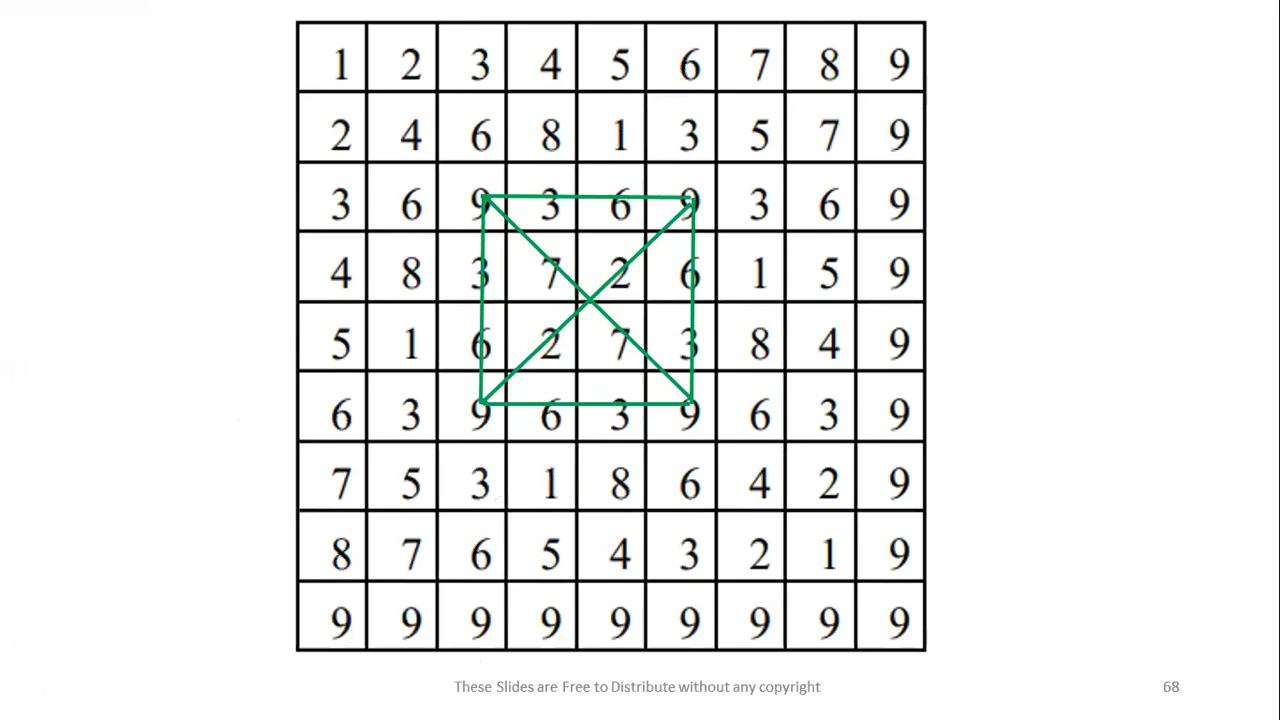 1 2 3 4 5 6 7 8 9
2 4 6 8 1 3 5 7 9
3 6 9 3 6 9 3 6 9
4 8 3 7 2 6 1 5 9
5 1 6 2 7 3 8 4 9
6 3 9 6 3 9 6 3 9
7 5 3 1 8 6 4 2 9
8 7 6 5 4 3 2 1 9
9 9 9 9 9 9 9 9 9
These Slides are Free to Distribute without any copyright
68